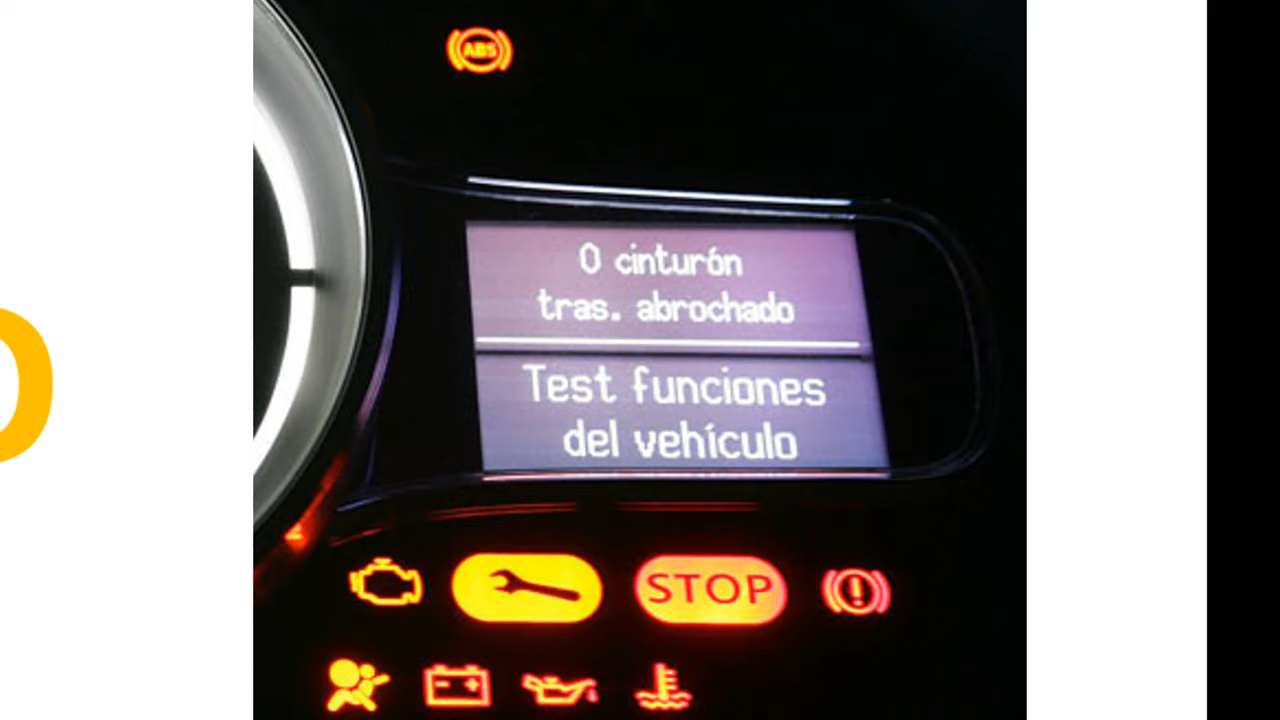 ABS
0 cinturón
tras. abrochado
Test funciones
del vehículo
STOP